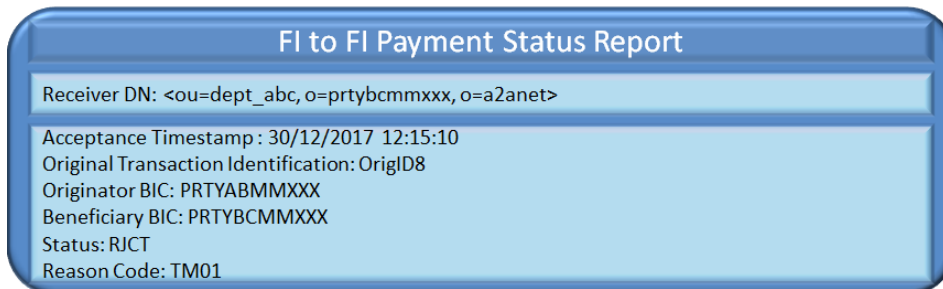 FI to FI Payment Status Report
Receiver DN: <ou=dept_abc, o=prtybcmmxxx, o=a2anet>
Acceptance Timestamp : 30/12/2017 12:15:10
Original Transaction Identification: OrigID8
Originator BIC: PRTYABMMXXX
Beneficiary BIC: PRTYBCMMXXX
Status: RJCT
Reason Code: TM01